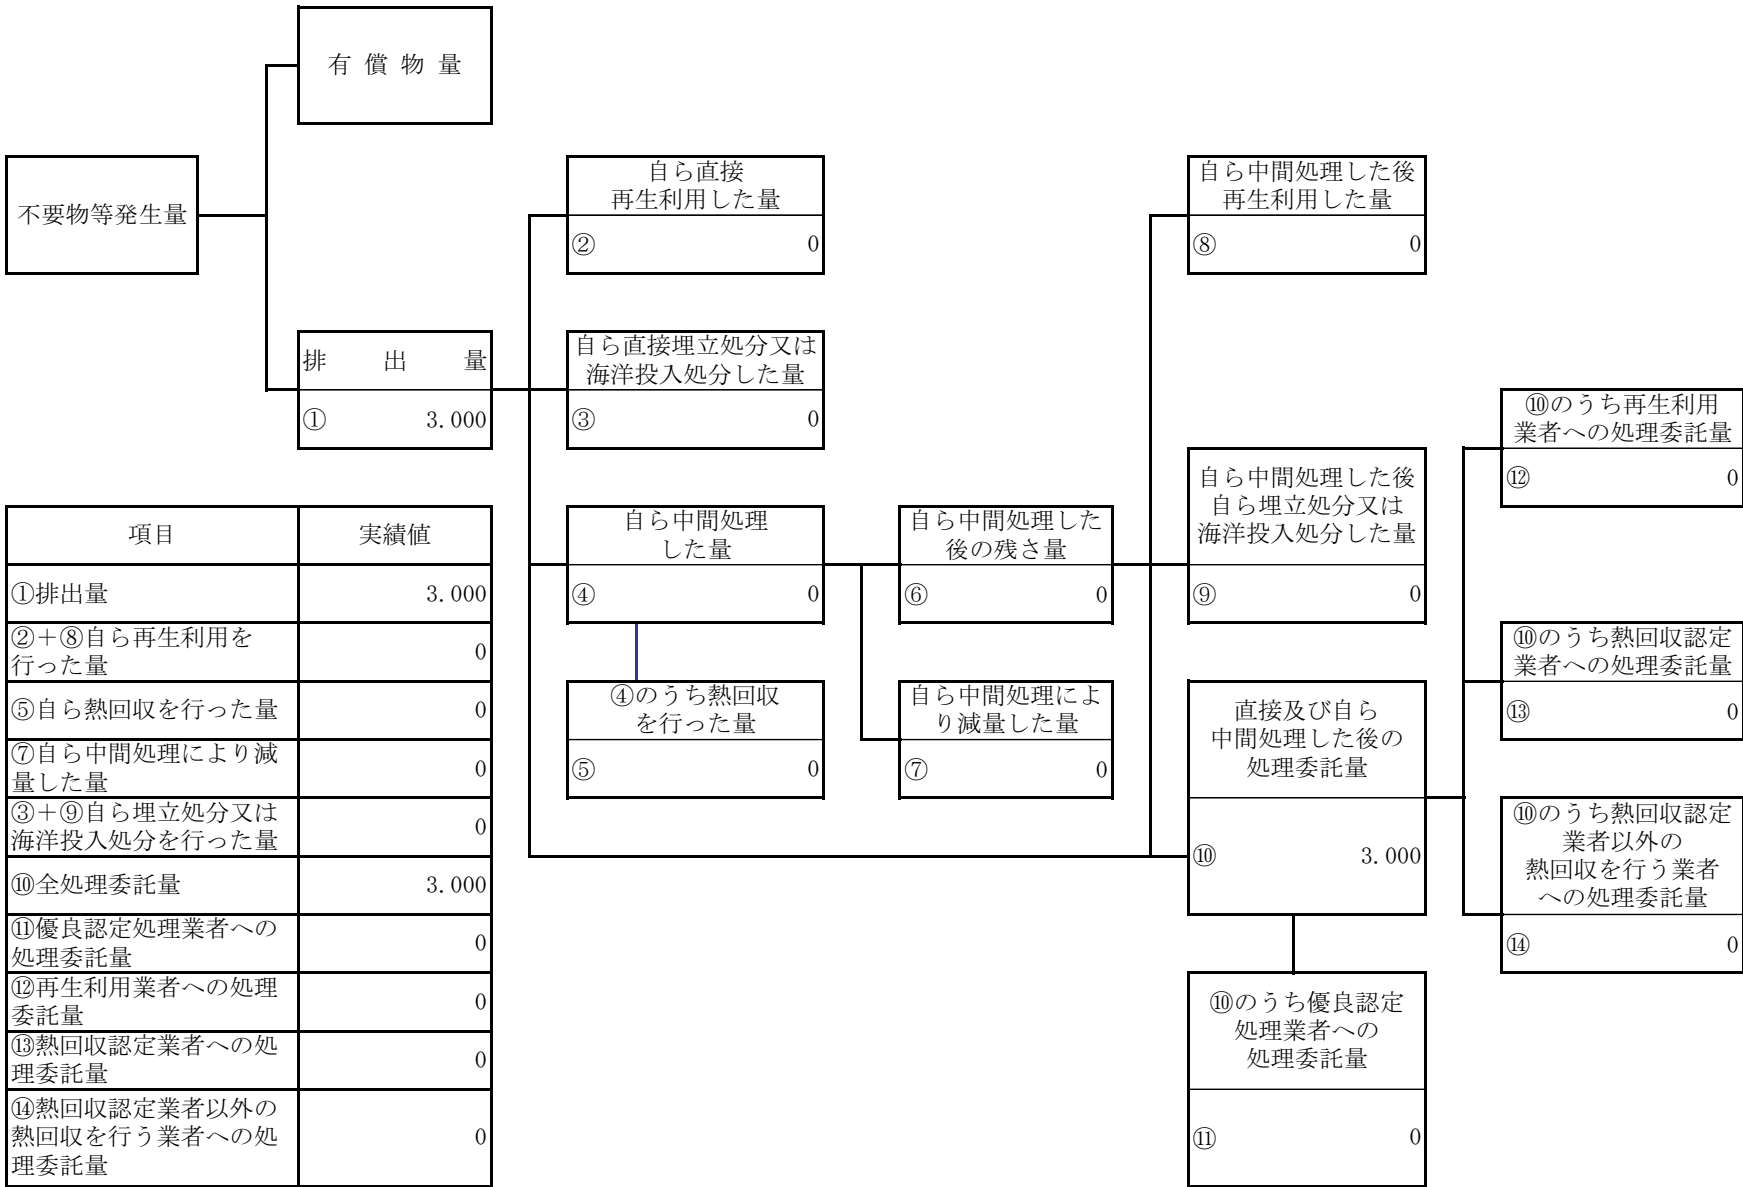 有 償 物 量
不要物等発生量
自ら直接
再生利用した量
② 0
自ら中間処理した後
再生利用した量
⑧ 0
排 出 量
① 3.000
自ら直接埋立処分又は
海洋投入処分した量
③ 0
⑩のうち再生利用
業者への処理委託量
⑫ 0
自ら中間処理
した量
④ 0
自ら中間処理した
後の残さ量
⑥ 0
自ら中間処理した後
自ら埋立処分又は
海洋投入処分した量
⑨ 0
④のうち熱回収
を行った量
⑤ 0
自ら中間処理によ
り減量した量
⑦ 0
直接及び自ら
中間処理した後の
処理委託量
⑩ 3.000
⑩のうち熱回収認定
業者への処理委託量
⑬ 0
⑩のうち熱回収認定
業者以外の
熱回収を行う業者
への処理委託量
⑭ 0
⑩のうち優良認定
処理業者への
処理委託量
⑪ 0
項目 実績値
①排出量 3.000
②＋⑧自ら再生利用を
行った量 0
⑤自ら熱回収を行った量 0
⑦自ら中間処理により減
量した量 0
③＋⑨自ら埋立処分又は
海洋投入処分を行った量 0
⑩全処理委託量 3.000
⑪優良認定処理業者への
処理委託量 0
⑫再生利用業者への処理
委託量 0
⑬熱回収認定業者への処
理委託量 0
⑭熱回収認定業者以外の
熱回収を行う業者への処 0
理委託量